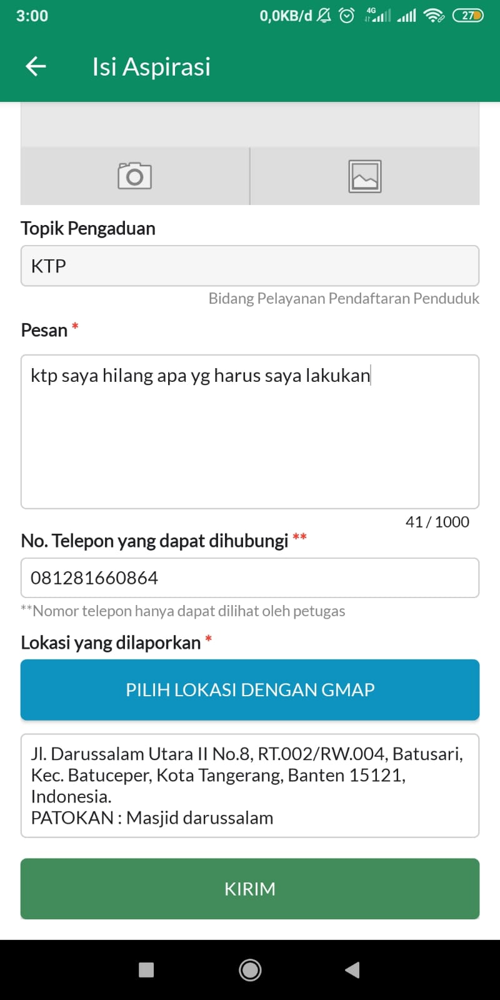 3:00
0,0KB/d
4G
27
Isi Aspirasi
Topik Pengaduan
KTP
Bidang Pelayanan Pendaftaran Penduduk
Pesan *
ktp saya hilang apa yg harus saya lakukan
41 / 1000
No. Telepon yang dapat dihubungi **
081281660864
**Nomor telepon hanya dapat dilihat oleh petugas
Lokasi yang dilaporkan *
PILIH LOKASI DENGAN GMAP
Jl. Darussalam Utara II No.8, RT.002/RW.004, Batusari,
Kec. Batuceper, Kota Tangerang, Banten 15121,
Indonesia.
PATOKAN : Masjid darussalam
KIRIM